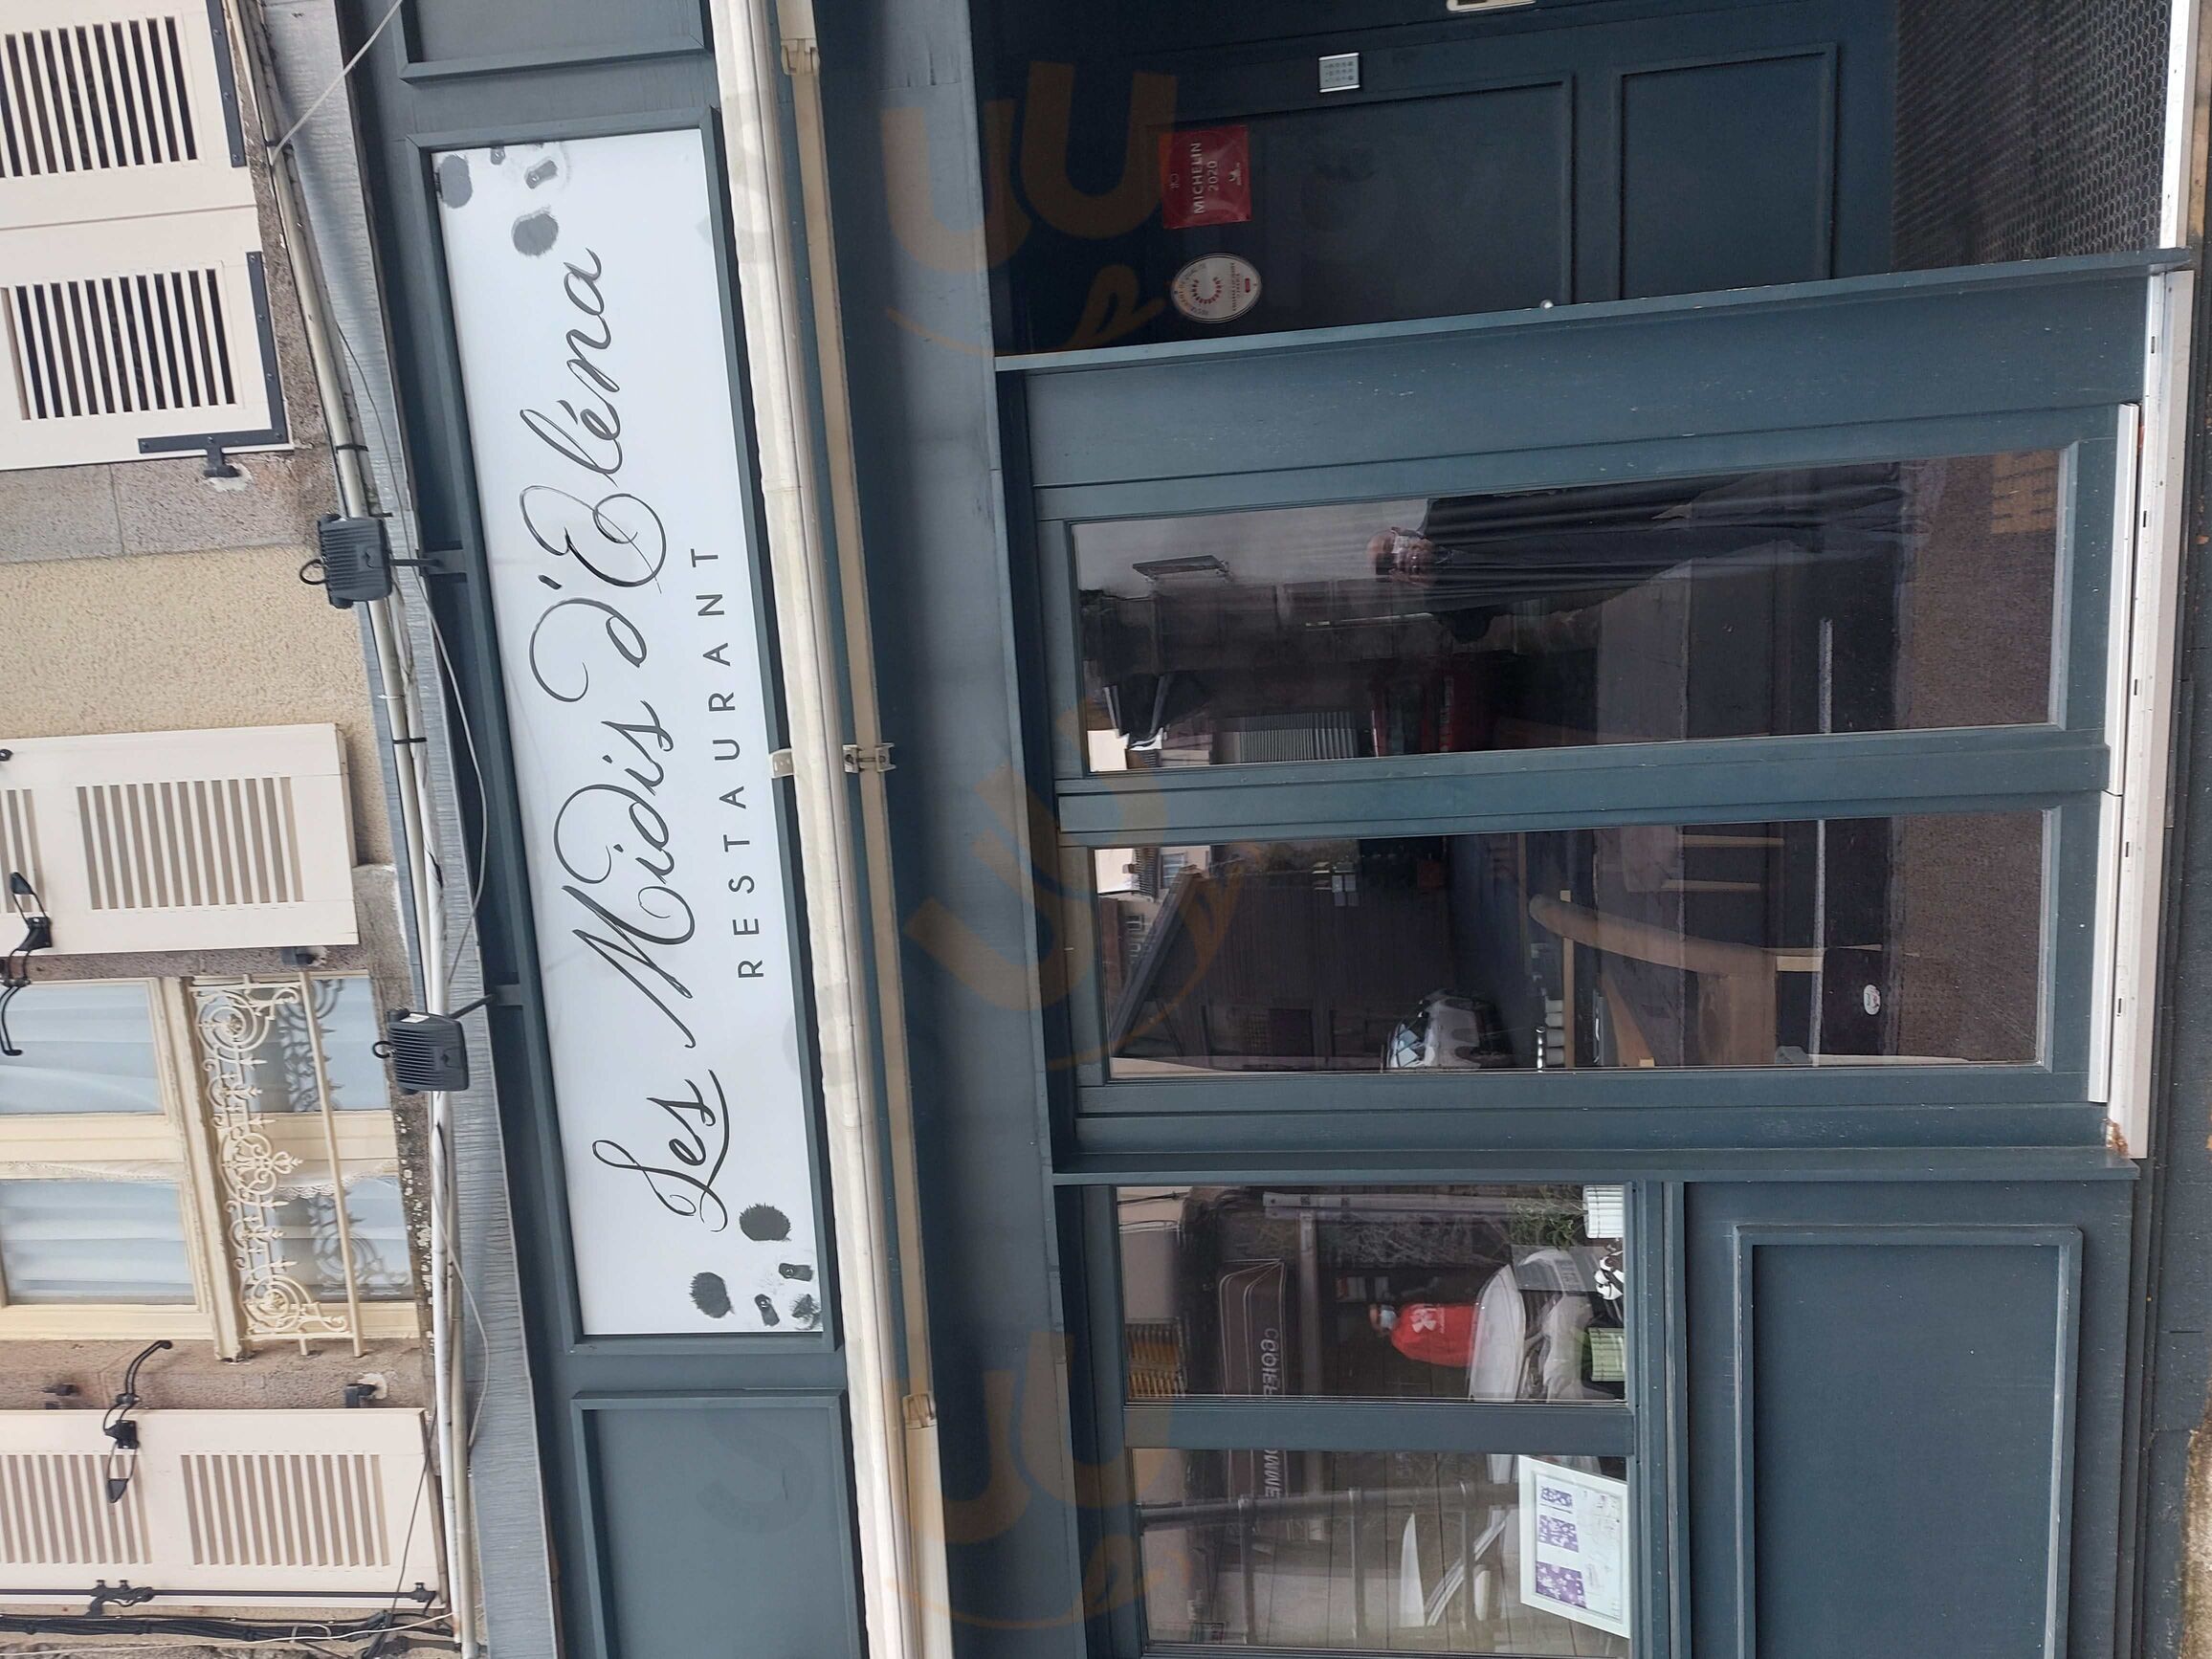 Les Midis d'Eléna
RESTAURANT
MICHELIN
2020